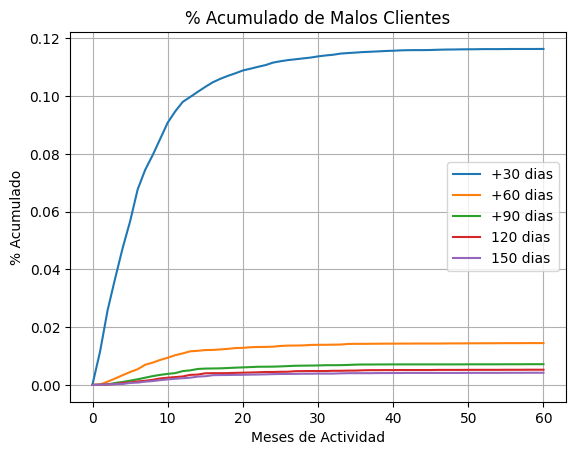 % Acumulado de Malos Clientes
% Acumulado
0.12
0.10
0.08
0.06
0.04
0.02
0.00
+30 dias
+60 dias
+90 dias
120 dias
150 dias
0 10 20 30 40 50 60
Meses de Actividad